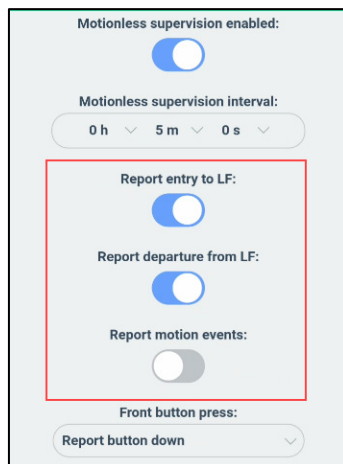 Motionless supervision enabled:
Motionless supervision interval:
0 h 5 m 0 s
Report entry to LF:
Report departure from LF:
Report motion events:
Front button press:
Report button down